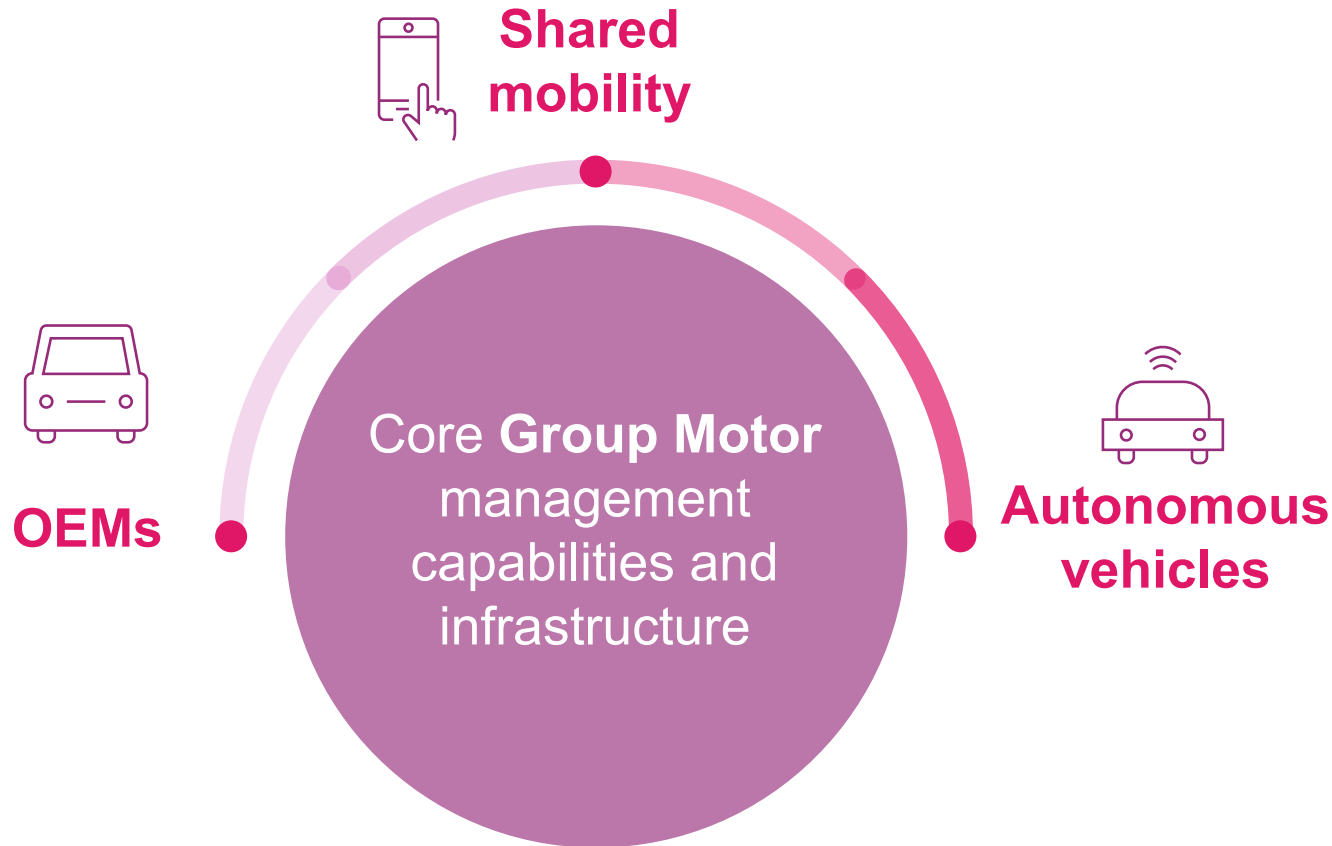 Shared
mobility
OEMs
Core Group Motor
management
capabilities and
infrastructure
Autonomous
vehicles